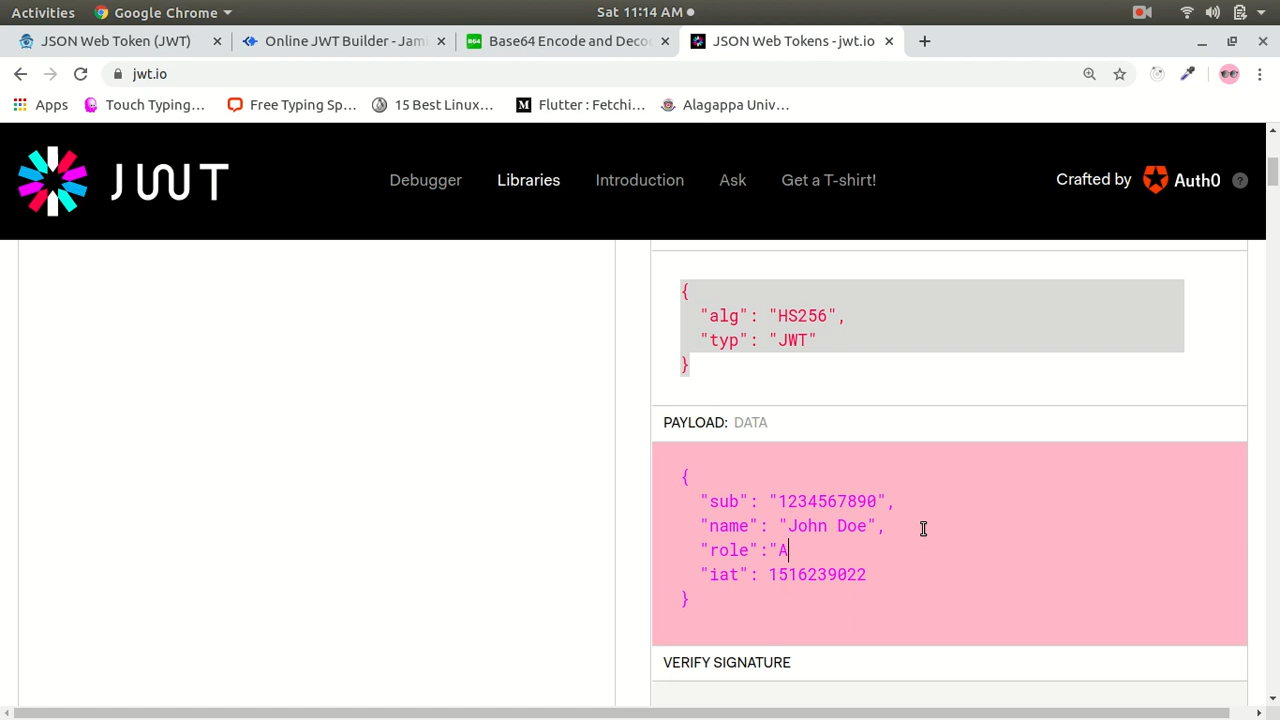 Activities
Google Chrome
Sat 11:14 AM
JSON Web Token (JWT)
Online JWT Builder - Jami
Base64 Encode and Deco
JSON Web Tokens - jwt.io
jwt.io
Apps
Touch Typing...
Free Typing Sp...
15 Best Linux...
Flutter : Fetchi...
Alagappa Univ...
JWT
Debugger
Libraries
Introduction
Ask
Get a T-shirt!
Crafted by
Auth0
?
{
"alg": "HS256",
"typ": "JWT"
}
PAYLOAD: DATA
{
"sub": "1234567890",
"name": "John Doe",
"role":"A
"iat": 1516239022
}
VERIFY SIGNATURE